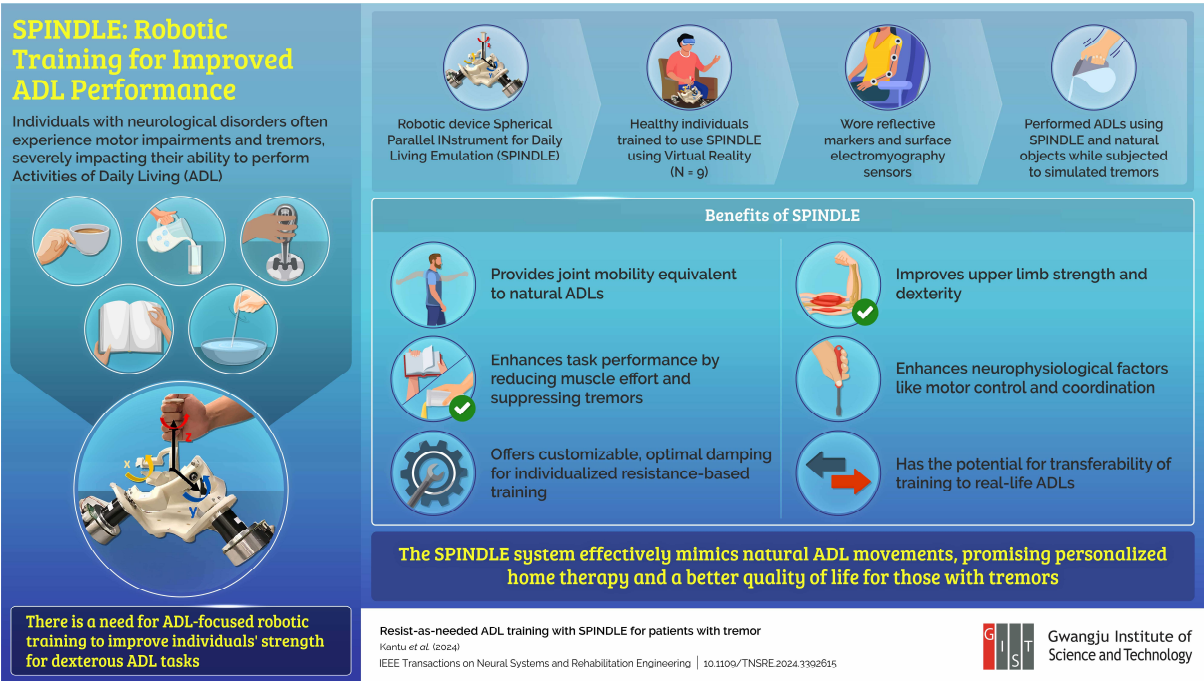 SPINDLE: Robotic
Training for Improved
ADL Performance
Individuals with neurological disorders often
experience motor impairments and tremors,
severely impacting their ability to perform
Activities of Daily Living (ADL)
X
Z
Y
There is a need for ADL-focused robotic
training to improve individuals' strength
for dexterous ADL tasks
Robotic device Spherical
Parallel INstrument for Daily
Living Emulation (SPINDLE)
Healthy individuals
trained to use SPINDLE
using Virtual Reality
(N = 9)
Wore reflective
markers and surface
electromyography
sensors
Performed ADLs using
SPINDLE and natural
objects while subjected
to simulated tremors
Benefits of SPINDLE
Provides joint mobility equivalent
to natural ADLs
Improves upper limb strength and
dexterity
Enhances task performance by
reducing muscle effort and
suppressing tremors
Enhances neurophysiological factors
like motor control and coordination
Offers customizable, optimal damping
for individualized resistance-based
training
Has the potential for transferability of
training to real-life ADLs
The SPINDLE system effectively mimics natural ADL movements, promising personalized
home therapy and a better quality of life for those with tremors
Resist-as-needed ADL training with SPINDLE for patients with tremor
Kantu et al. (2024)
IEEE Transactions on Neural Systems and Rehabilitation Engineering | 10.1109/TNSRE.2024.3392615
GIST
Gwangju Institute of
Science and Technology